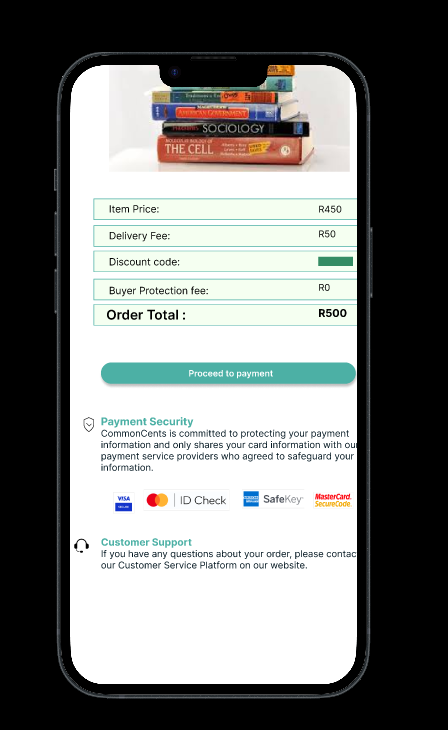 AMERICAN GOVERNMENT
SOCIOLOGY
THE CELL
Item Price: R450
Delivery Fee: R50
Discount code:
Buyer Protection fee: R0
Order Total : R500
Proceed to payment
Payment Security
CommonCents is committed to protecting your payment
information and only shares your card information with our
payment service providers who agreed to safeguard your
information.
VISA ID Check SafeKey MasterCard.
SecureCode.
Customer Support
If you have any questions about your order, please contac
our Customer Service Platform on our website.